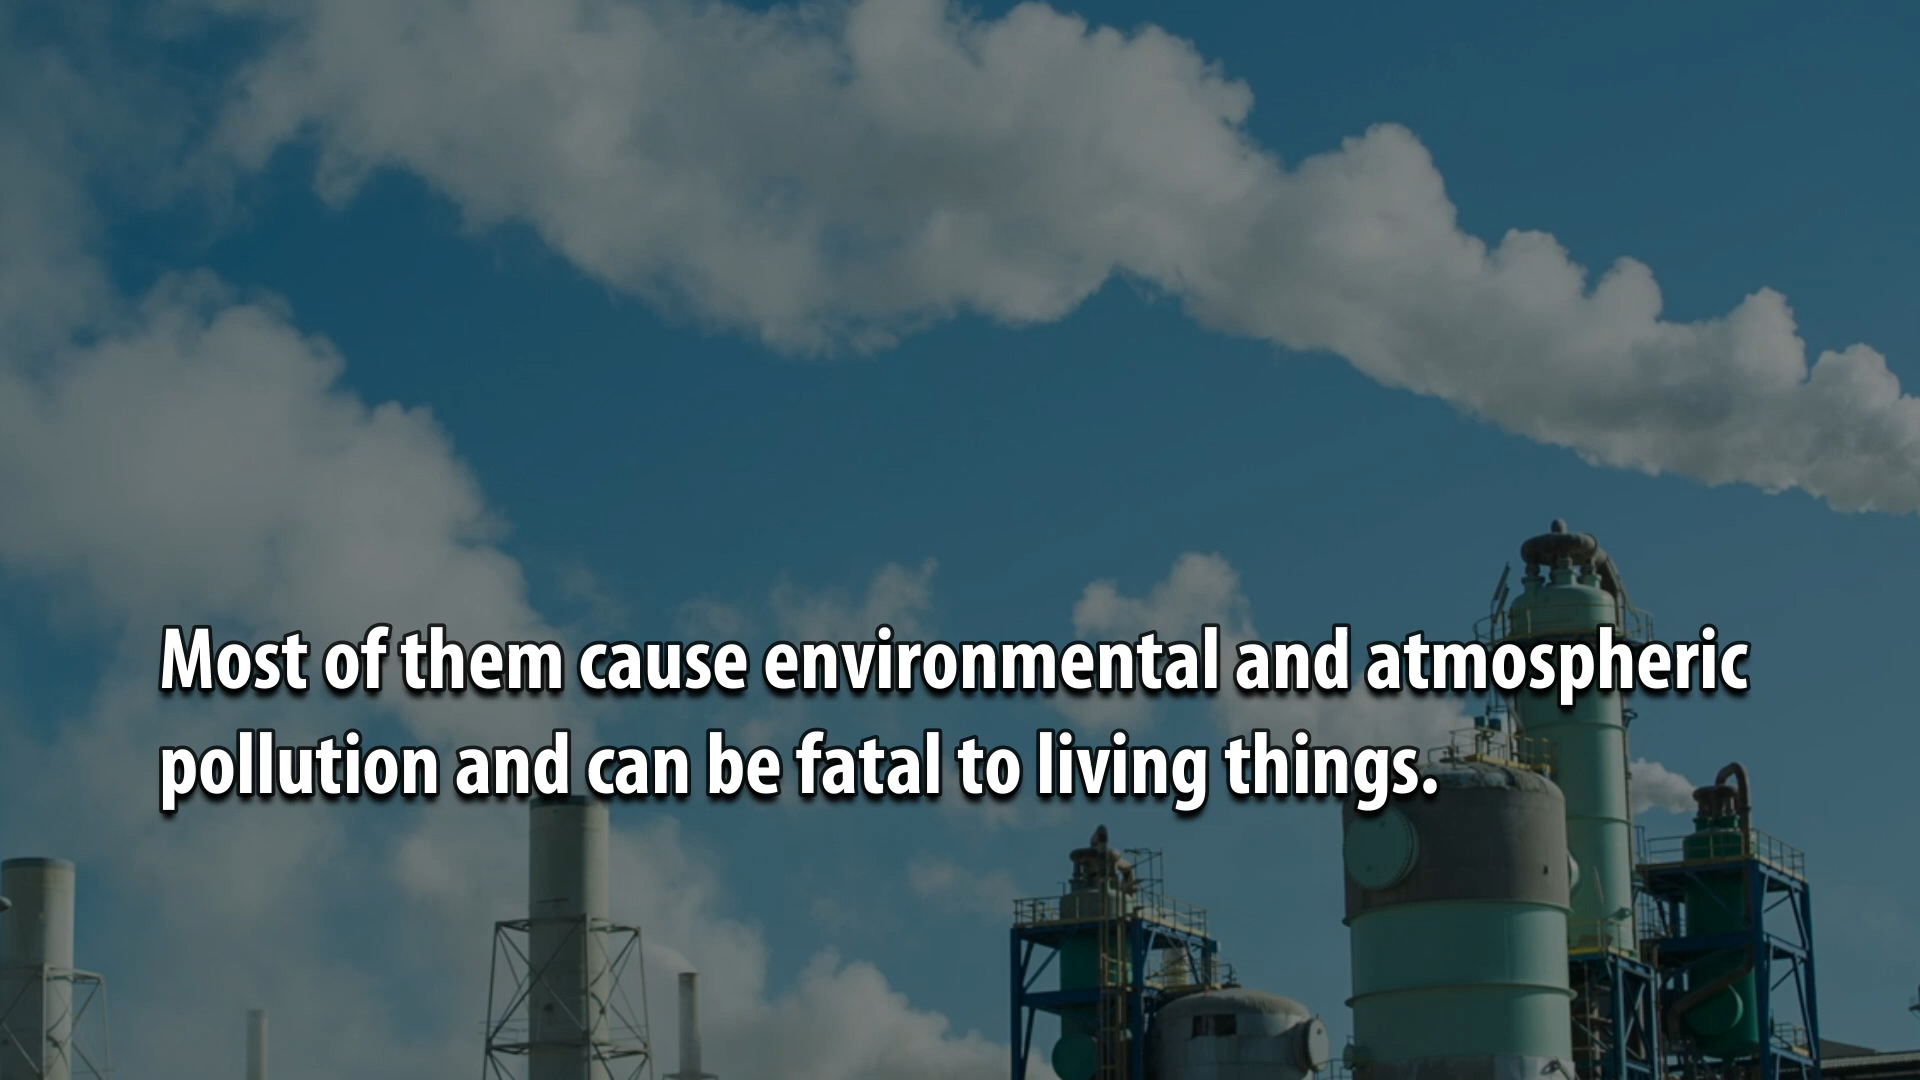 Most of them cause environmental and atmospheric
pollution and can be fatal to living things.